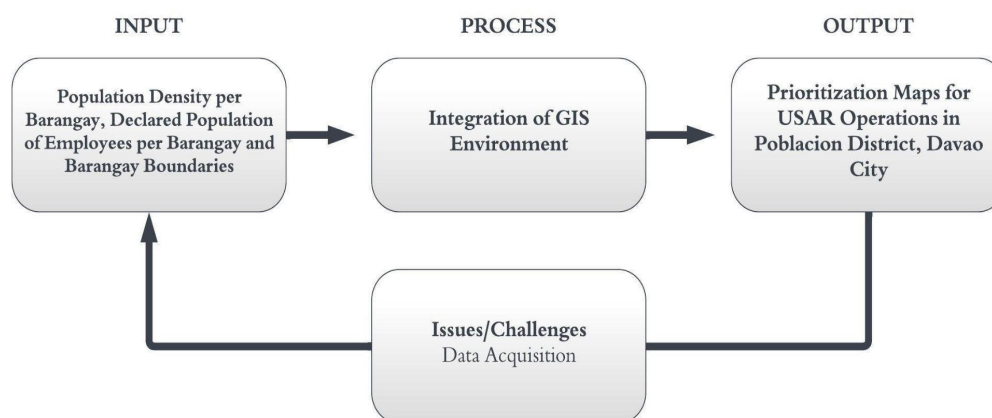 INPUT
PROCESS
OUTPUT
Population Density per
Barangay, Declared Population
of Employees per Barangay and
Barangay Boundaries
Integration of GIS
Environment
Prioritization Maps for
USAR Operations in
Poblacion District, Davao
City
Issues/Challenges
Data Acquisition